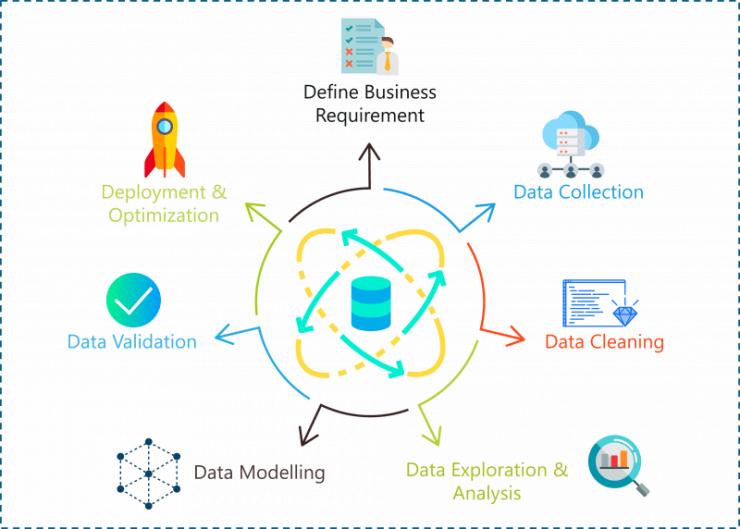 Define Business
Requirement
Data Collection
Data Cleaning
Data Exploration &
Analysis
Data Modelling
Data Validation
Deployment &
Optimization